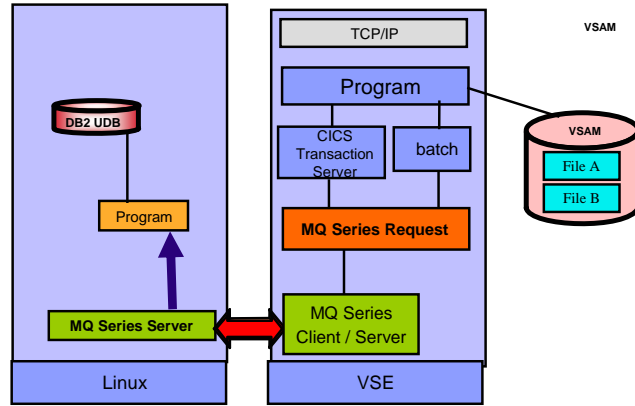 TCP/IP
VSAM
Program
DB2 UDB
VSAM
CICS
Transaction
Server
batch
File A
File B
Program
MQ Series Request
MQ Series Server
MQ Series
Client / Server
Linux
VSE